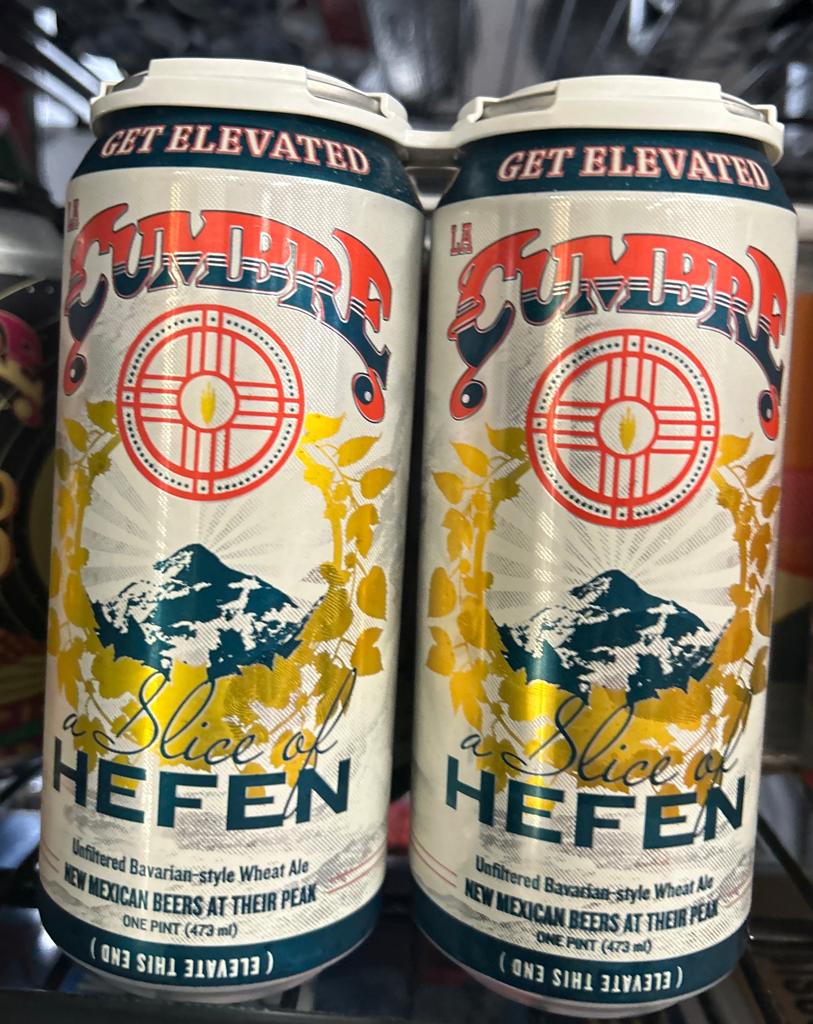 GET ELEVATED
LA
CUMBRE
a Slice of
HEFEN
Unfiltered Bavarian-style Wheat Ale
NEW MEXICAN BEERS AT THEIR PEAK
ONE PINT (473 ml)
( ELEVATE THIS END )
GET ELEVATED
LA
CUMBRE
a Slice of
HEFEN
Unfiltered Bavarian-style Wheat Ale
NEW MEXICAN BEERS AT THEIR PEAK
ONE PINT (473 ml)
( ELEVATE THIS END )